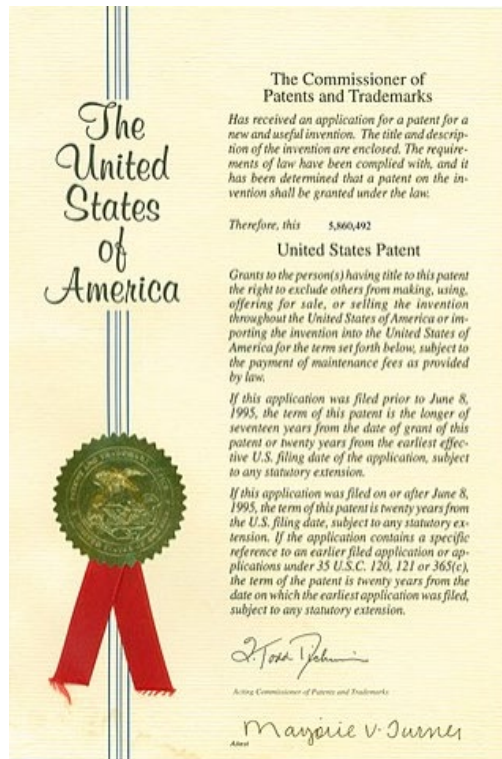 The
United
States
of
America
The Commissioner of
Patents and Trademarks
Has received an application for a patent for a
new and useful invention. The title and descrip-
tion of the invention are enclosed. The require-
ments of law have been complied with, and it
has been determined that a patent on the in-
vention shall be granted under the law.
Therefore, this 5,860,492
United States Patent
Grants to the person(s) having title to this patent
the right to exclude others from making, using,
offering for sale, or selling the invention
throughout the United States of America or im-
porting the invention into the United States of
America for the term set forth below, subject to
the payment of maintenance fees as provided
by law.
If this application was filed prior to June 8,
1995, the term of this patent is the longer of
seventeen years from the date of grant of this
patent or twenty years from the earliest effec-
tive U.S. filing date of the application, subject
to any statutory extension.
If this application was filed on or after June 8,
1995, the term of this patent is twenty years from
the U.S. filing date, subject to any statutory ex-
tension. If the application contains a specific
reference to an earlier filed application or ap-
plications under 35 U.S.C. 120, 121 or 365(c),
the term of the patent is twenty years from the
date on which the earliest application was filed,
subject to any statutory extension.
Q. Todd Dickinson
Acting Commissioner of Patents and Trademarks
Marjorie V. Turner
Attest